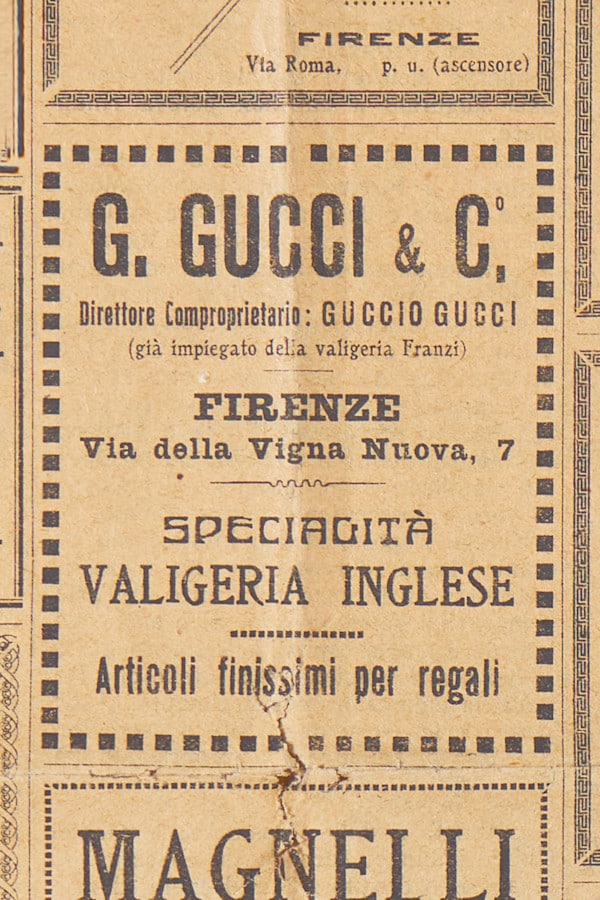 FIRENZE
Via Roma, p. u. (ascensore)
G. GUCCI & C.º
Direttore Comproprietario: GUCCIO GUCCI
(già impiegato della valigeria Franzi)
FIRENZE
Via della Vigna Nuova, 7
SPECIALITÀ
VALIGERIA INGLESE
Articoli finissimi per regali
MAGNELLI